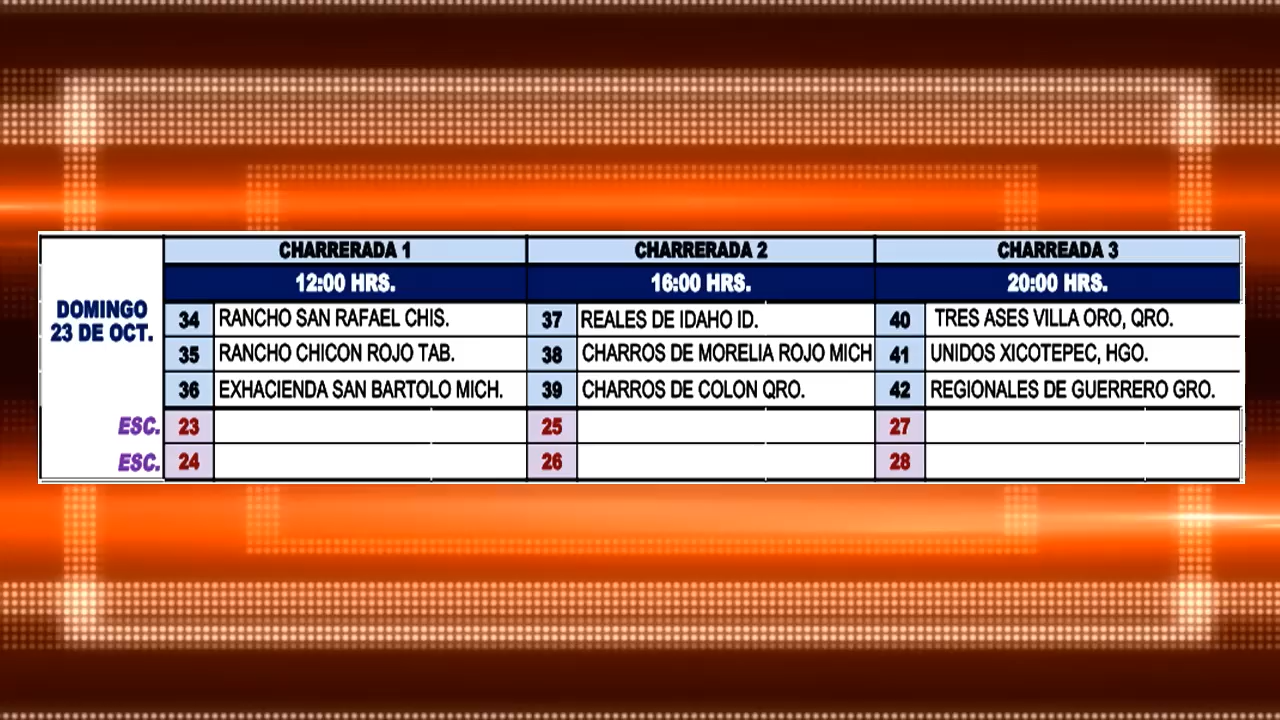 CHARRERADA 1 CHARRERADA 2 CHARREADA 3
12:00 HRS. 16:00 HRS. 20:00 HRS.
DOMINGO
23 DE OCT.
34 RANCHO SAN RAFAEL CHIS. 37 REALES DE IDAHO ID. 40 TRES ASES VILLA ORO, QRO.
35 RANCHO CHICON ROJO TAB. 38 CHARROS DE MORELIA ROJO MICH 41 UNIDOS XICOTEPEC, HGO.
36 EXHACIENDA SAN BARTOLO MICH. 39 CHARROS DE COLON QRO. 42 REGIONALES DE GUERRERO GRO.
ESC. 23 25 27
ESC. 24 26 28